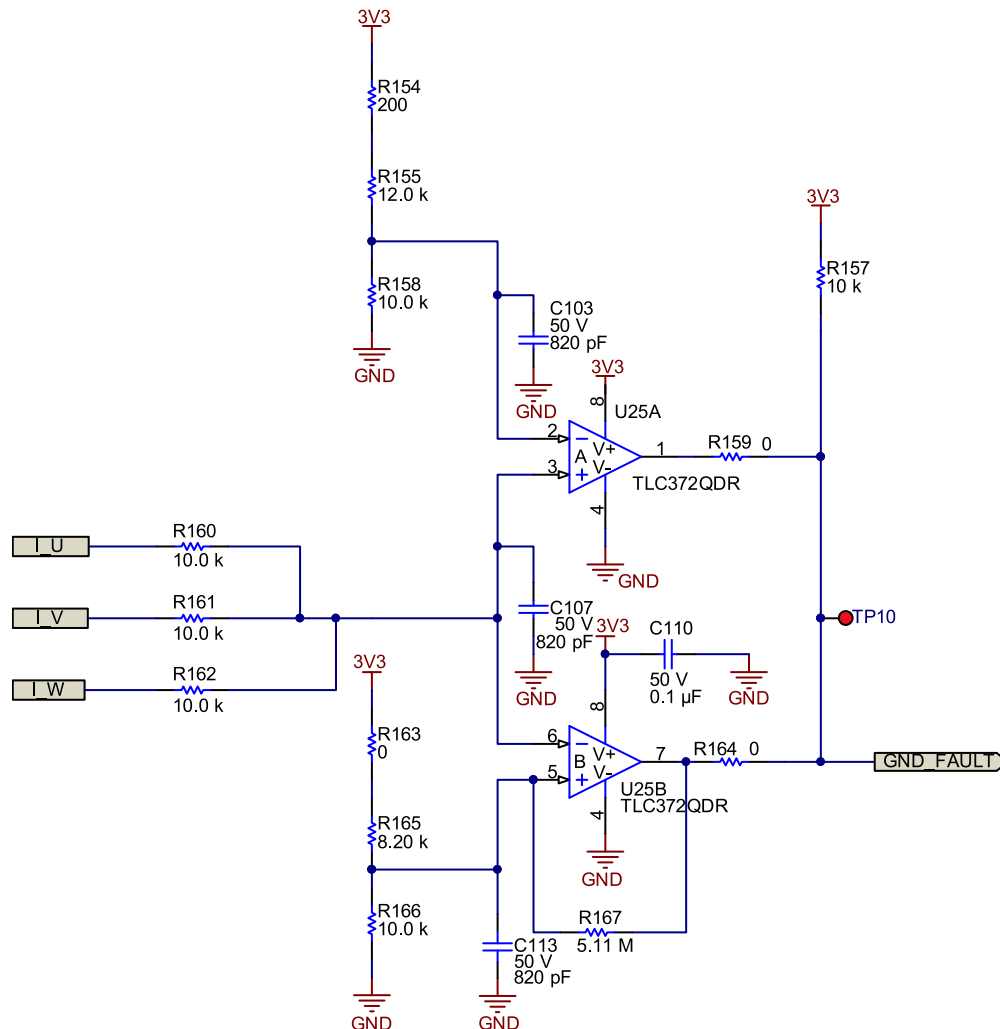 3V3
R154
200
R155
12.0 k
R158
10.0 k
GND
C103
50 V
820 pF
GND
3V3
8
U25A
2
3
A
V+
V-
1
4
TLC372QDR
GND
R159 0
3V3
R157
10 k
TP10
I_U
R160
10.0 k
I_V
R161
10.0 k
I_W
R162
10.0 k
C107
50 V
820 pF
GND
3V3
C110
50 V
0.1 µF
GND
8
6
5
B
V+
V-
7
4
U25B
TLC372QDR
GND
R164 0
GND_FAULT
3V3
R163
0
R165
8.20 k
R166
10.0 k
GND
C113
50 V
820 pF
GND
R167
5.11 M